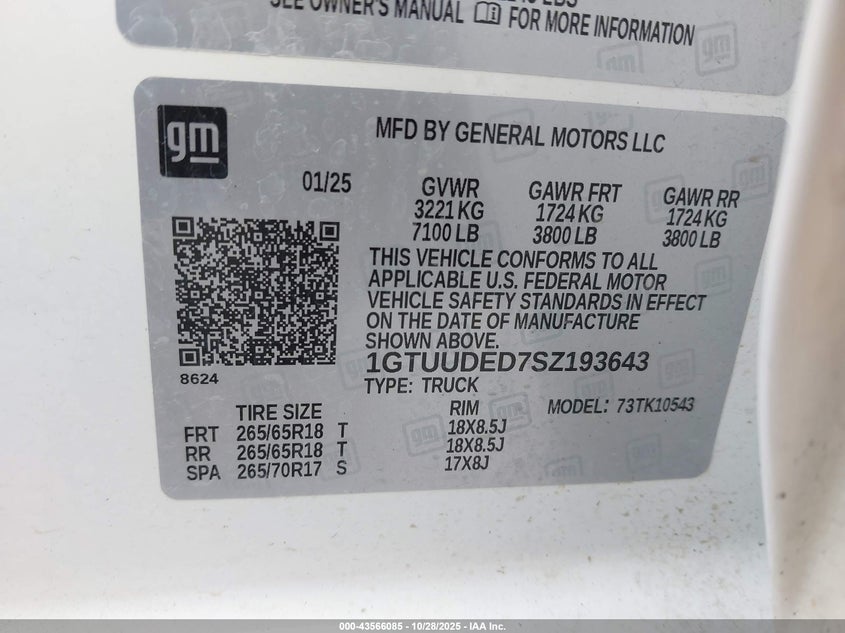 SEE OWNER'S MANUAL FOR MORE INFORMATION
gm
MFD BY GENERAL MOTORS LLC
01/25
GVWR GAWR FRT GAWR RR
3221 KG 1724 KG 1724 KG
7100 LB 3800 LB 3800 LB
THIS VEHICLE CONFORMS TO ALL
APPLICABLE U.S. FEDERAL MOTOR
VEHICLE SAFETY STANDARDS IN EFFECT
ON THE DATE OF MANUFACTURE
SHOWN ABOVE.
1GTUUDED7SZ193643
8624
TYPE: TRUCK
TIRE SIZE RIM MODEL: 73TK10543
FRT 265/65R18 T 18X8.5J
RR 265/65R18 T 18X8.5J
SPA 265/70R17 S 17X8J
000-43566085 | 10/28/2025 - IAA Inc.